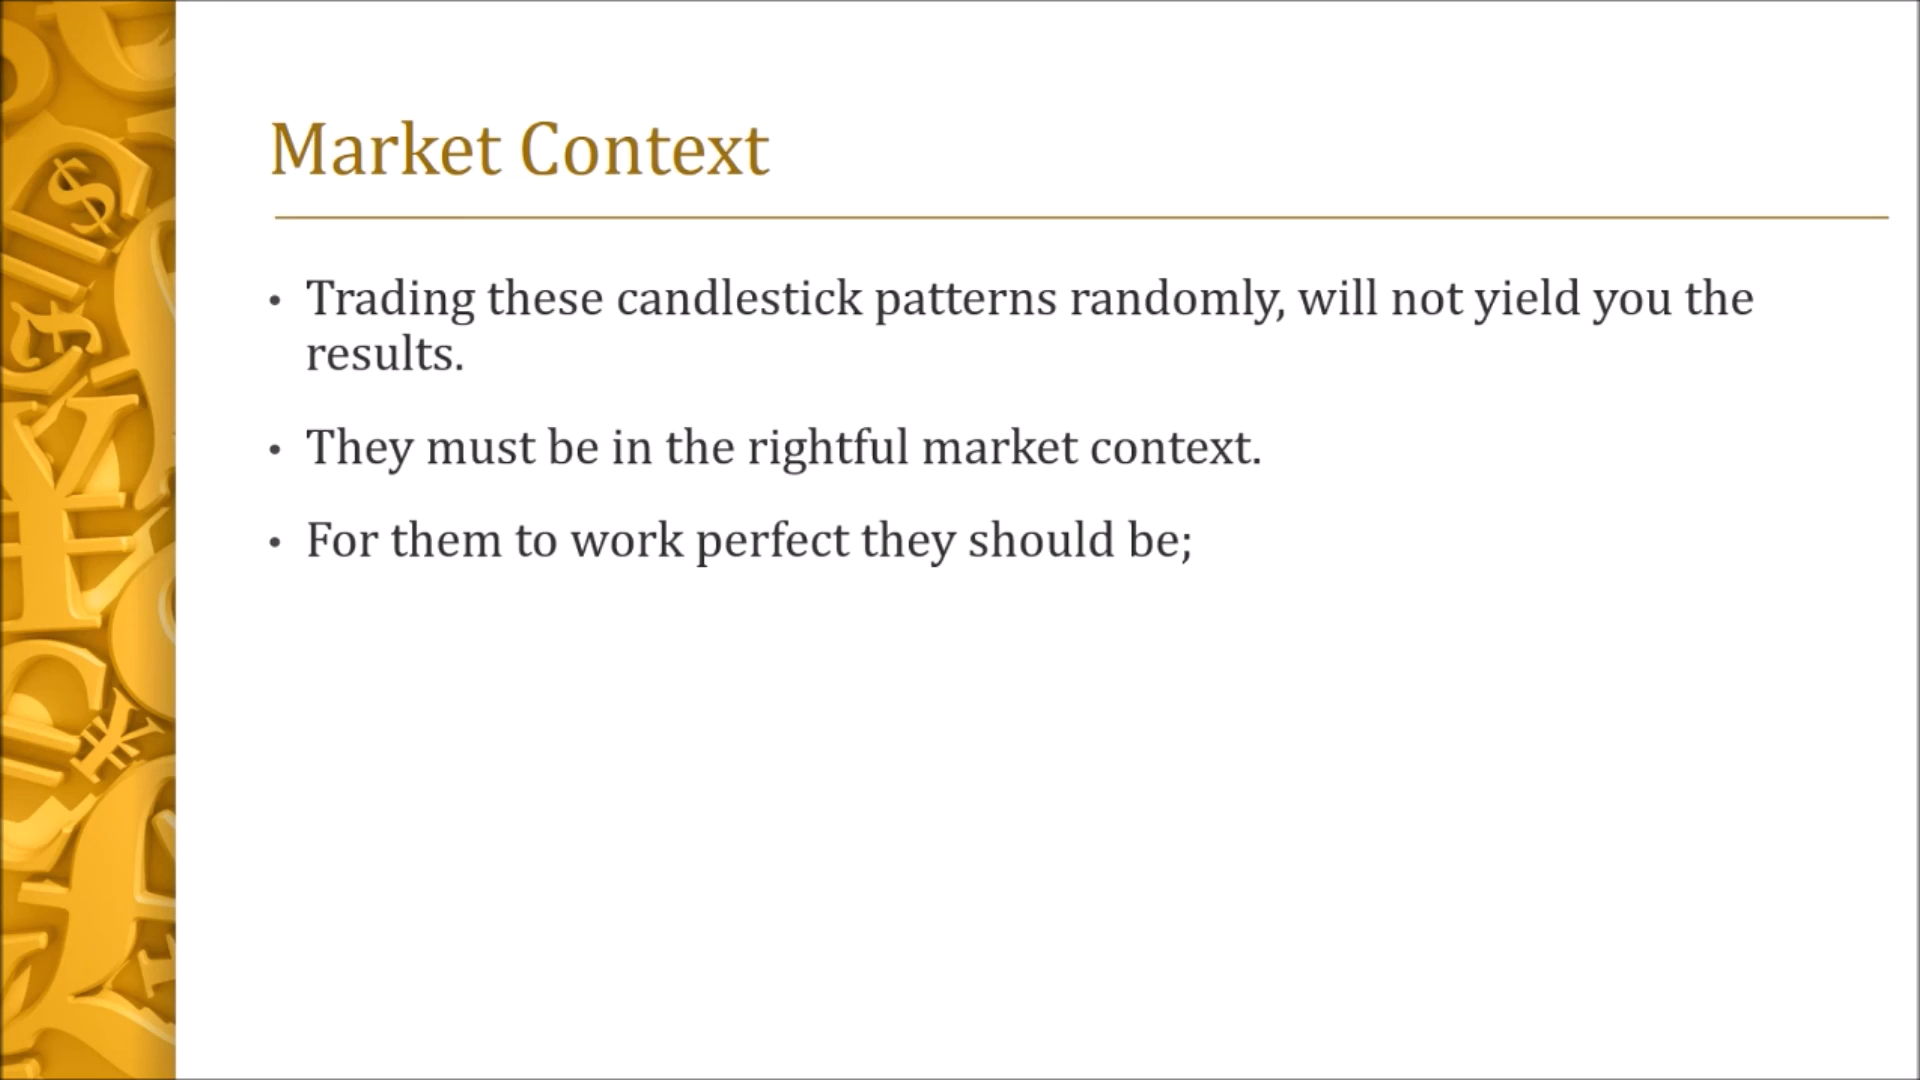 Market Context
• Trading these candlestick patterns randomly, will not yield you the
results.
• They must be in the rightful market context.
• For them to work perfect they should be;